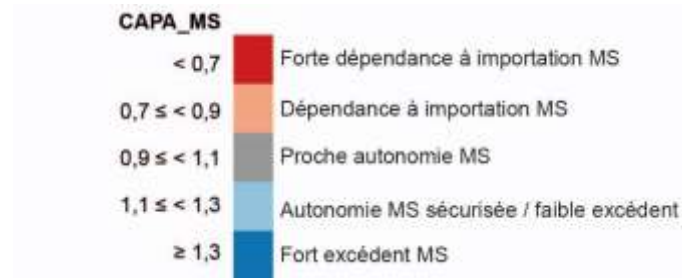 CAPA_MS
< 0,7 Forte dépendance à importation MS
0,7 ≤ < 0,9 Dépendance à importation MS
0,9 ≤ < 1,1 Proche autonomie MS
1,1 ≤ < 1,3 Autonomie MS sécurisée / faible excédent
≥ 1,3 Fort excédent MS